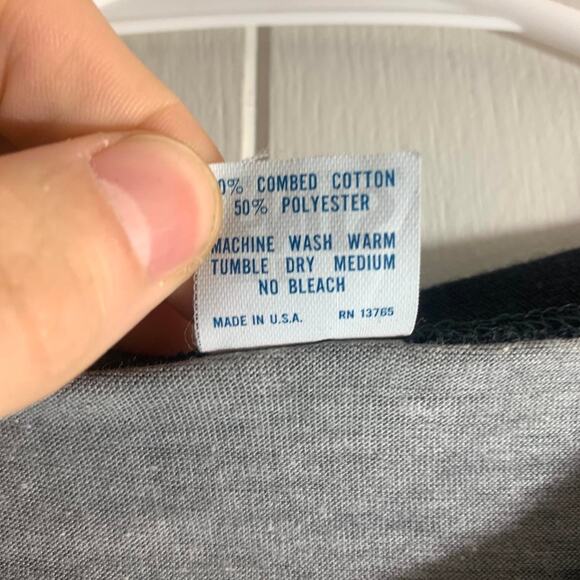 0% COMBED COTTON
50% POLYESTER
MACHINE WASH WARM
TUMBLE DRY MEDIUM
NO BLEACH
MADE IN U.S.A. RN 13765